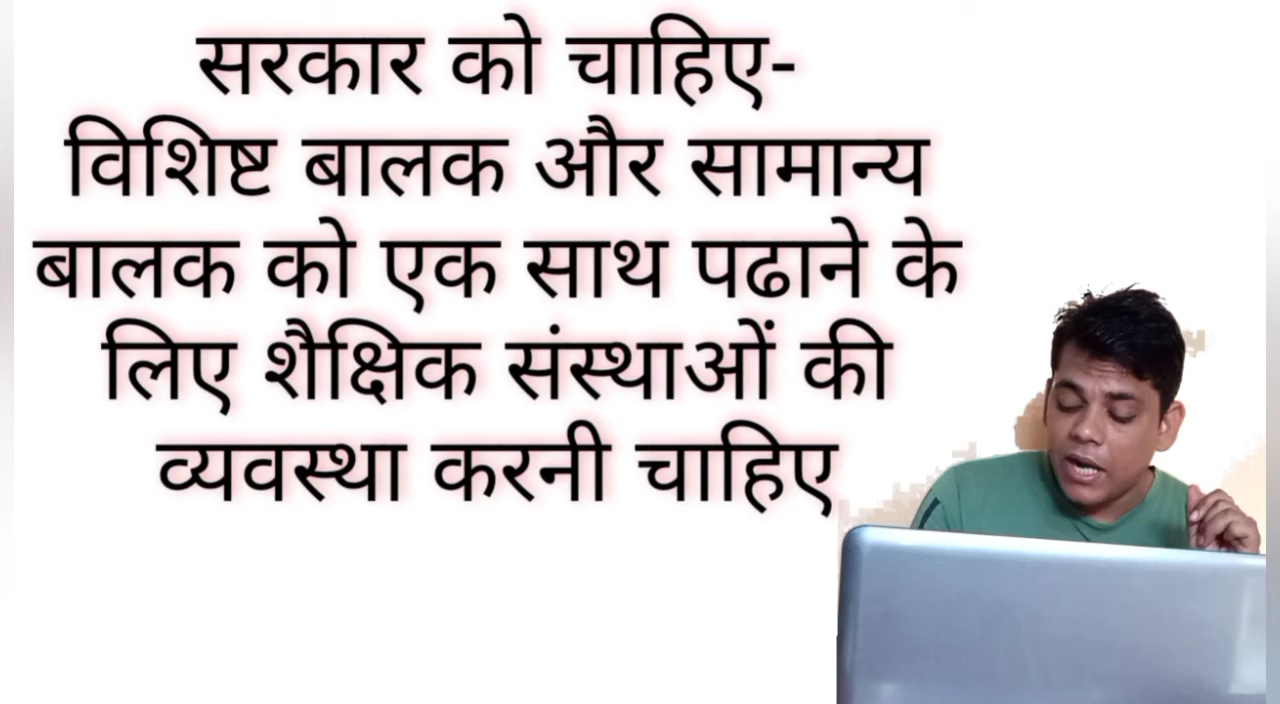 सरकार को चाहिए-
विशिष्ट बालक और सामान्य
बालक को एक साथ पढाने के
लिए शैक्षिक संस्थाओं की
व्यवस्था करनी चाहिए